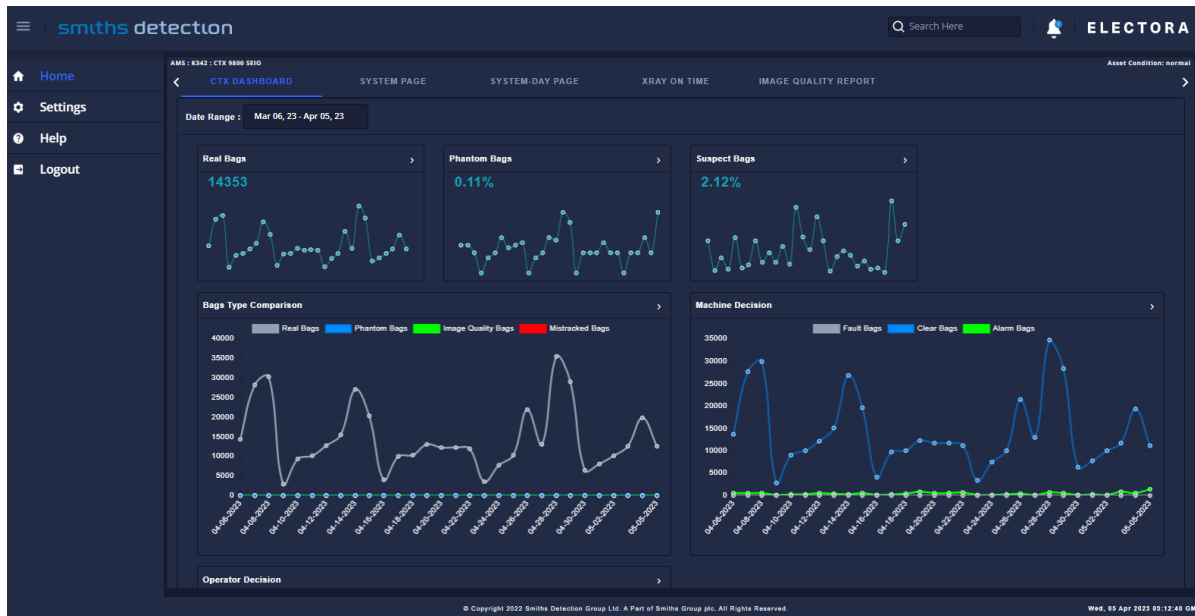 smiths detection
Search Here
ELECTORA
Home
Settings
Help
Logout
AMS : K342 : CTX 9800 SEIO
Asset Condition: normal
CTX DASHBOARD
SYSTEM PAGE
SYSTEM-DAY PAGE
XRAY ON TIME
IMAGE QUALITY REPORT
Date Range :
Mar 06, 23 - Apr 05, 23
Real Bags
14353
Phantom Bags
0.11%
Suspect Bags
2.12%
Bags Type Comparison
Real Bags
Phantom Bags
Image Quality Bags
Mistracked Bags
40000
35000
30000
25000
20000
15000
10000
5000
0
04-06-2023
04-08-2023
04-10-2023
04-12-2023
04-14-2023
04-16-2023
04-18-2023
04-20-2023
04-22-2023
04-24-2023
04-26-2023
04-28-2023
04-30-2023
05-02-2023
05-05-2023
Machine Decision
Fault Bags
Clear Bags
Alarm Bags
35000
30000
25000
20000
15000
10000
5000
0
04-06-2023
04-08-2023
04-10-2023
04-12-2023
04-14-2023
04-16-2023
04-18-2023
04-20-2023
04-22-2023
04-24-2023
04-26-2023
04-28-2023
04-30-2023
05-02-2023
05-05-2023
Operator Decision
© Copyright 2022 Smiths Detection Group Ltd. A Part of Smiths Group plc. All Rights Reserved.
Wed, 05 Apr 2023 03:12:40